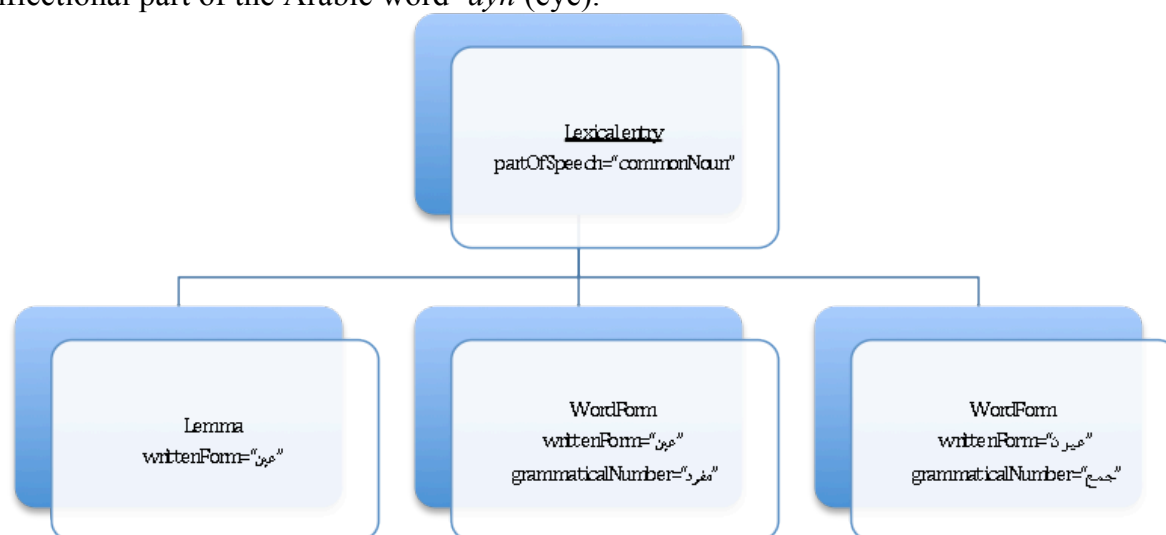 part of the Arabic word ‘ayn (eye).
Lexical entry
partOfSpeech="commonNoun"
Lemma
writtenForm="عين"
WordForm
writtenForm="عين"
grammaticalNumber="مفرد"
WordForm
writtenForm="عيون"
grammaticalNumber="جمع"